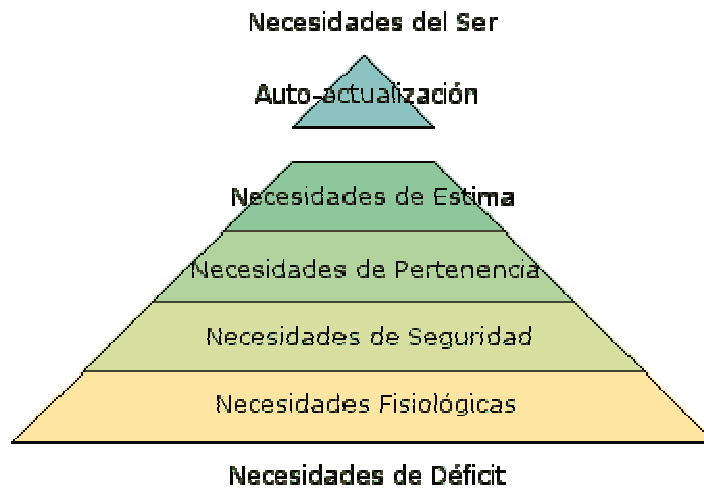 Necesidades del Ser
Auto-actualización
Necesidades de Estima
Necesidades de Pertenencia
Necesidades de Seguridad
Necesidades Fisiológicas
Necesidades de Déficit